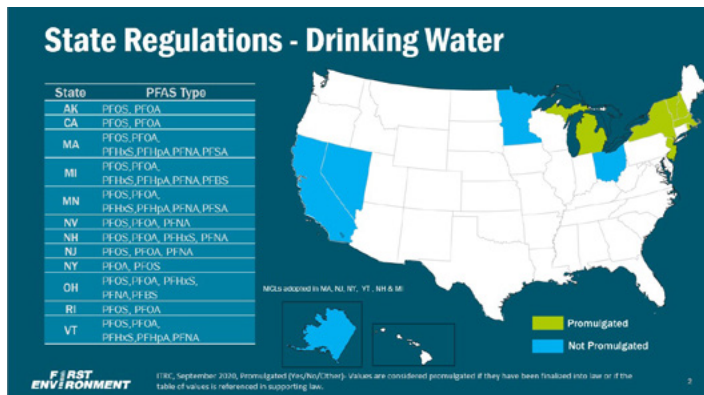 State Regulations - Drinking Water
State PFAS Type
AK PFOS, PFOA
CA PFOS, PFOA
MA PFOS,PFOA,
PFHxS,PFHpA,PFNA,PFSA
MI PFOS,PFOA,
PFHxS,PFHpA,PFNA,PFBS
MN PFOS,PFOA,
PFHxS,PFHpA,PFNA,PFSA
NV PFOS,PFOA, PFNA
NH PFOS,PFOA, PFHxS, PFNA
NJ PFOS, PFOA, PFNA
NY PFOA, PFOS
OH PFOS,PFOA, PFHxS,
PFNA,PFBS
RI PFOS, PFOA
VT PFOS,PFOA,
PFHxS,PFHpA,PFNA
MCLs adopted in MA, NJ, NY, VT, NH & MI
Promulgated
Not Promulgated
FIRST
ENVIRONMENT
ITRC, September 2020, Promulgated (Yes/No/Other)- Values are considered promulgated if they have been finalized into law or if the
table of values is referenced in supporting law.